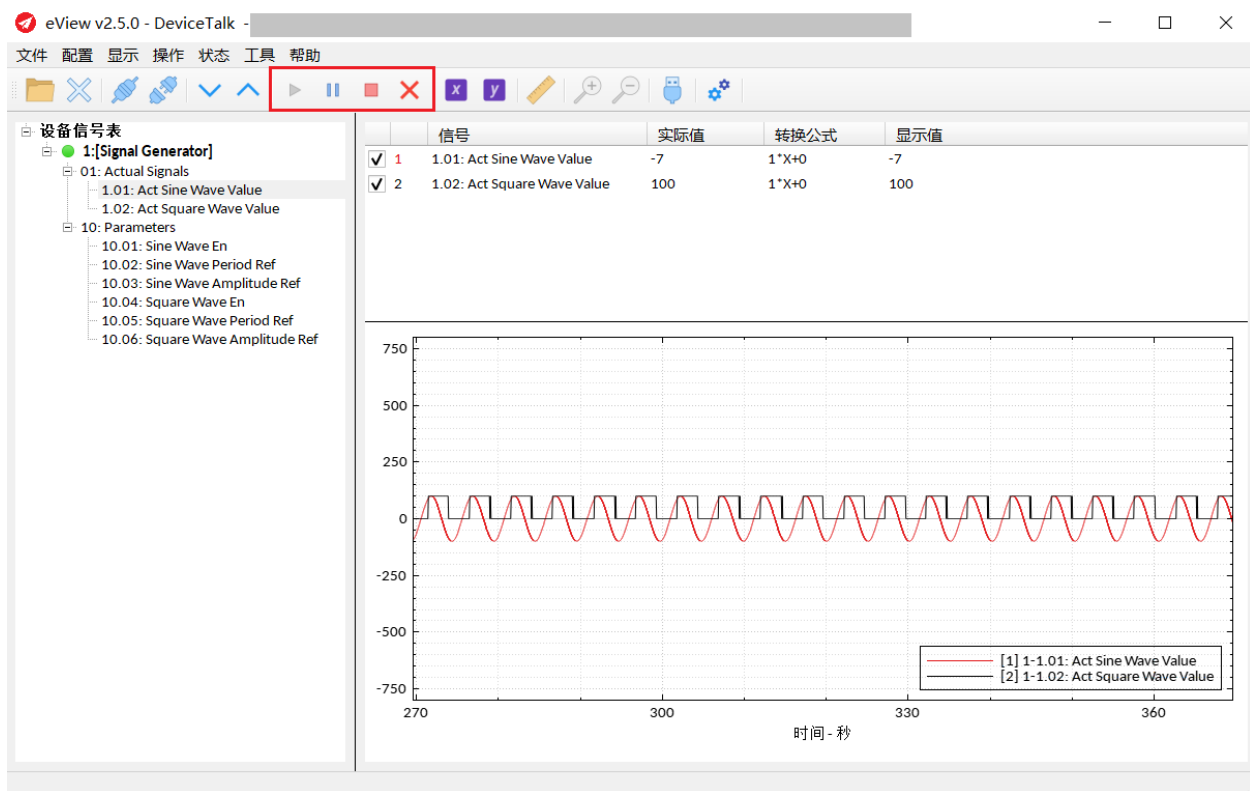 eView v2.5.0 - DeviceTalk -
文件 配置 显示 操作 状态 工具 帮助
x y
设备信号表
1:[Signal Generator]
01: Actual Signals
1.01: Act Sine Wave Value
1.02: Act Square Wave Value
10: Parameters
10.01: Sine Wave En
10.02: Sine Wave Period Ref
10.03: Sine Wave Amplitude Ref
10.04: Square Wave En
10.05: Square Wave Period Ref
10.06: Square Wave Amplitude Ref
信号 实际值 转换公式 显示值
1 1.01: Act Sine Wave Value -7 1*X+0 -7
2 1.02: Act Square Wave Value 100 1*X+0 100
750
500
250
0
-250
-500
-750
[1] 1-1.01: Act Sine Wave Value
[2] 1-1.02: Act Square Wave Value
270 300 330 360
时间 - 秒